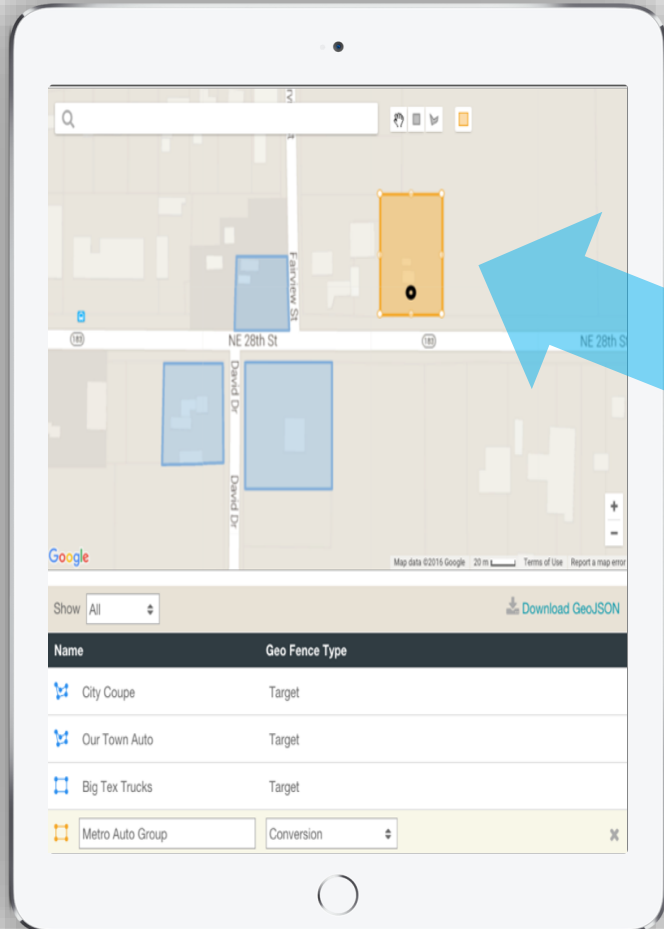 Fairview St
NE 28th St
NE 28th S
183
183
David Dr
David Dr
Google
Map data ©2016 Google 20 m Terms of Use Report a map error
Show All Download GeoJSON
Name Geo Fence Type
City Coupe Target
Our Town Auto Target
Big Tex Trucks Target
Metro Auto Group Conversion